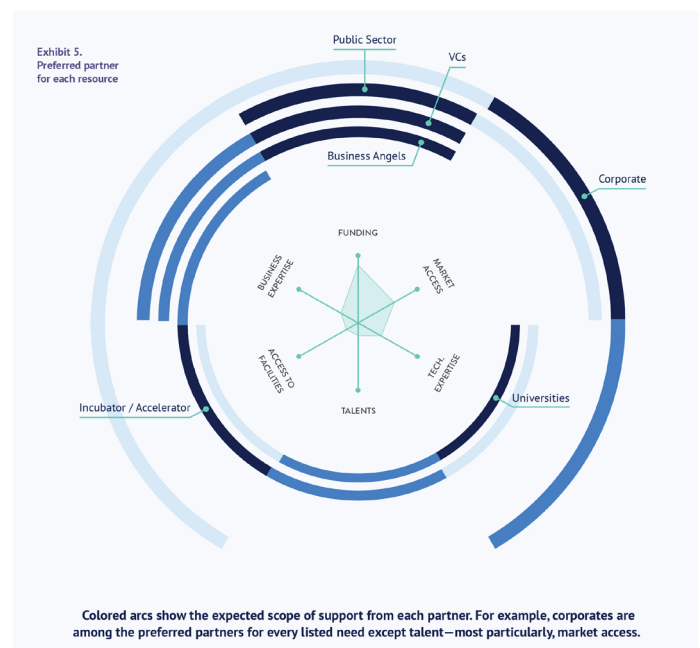 Exhibit 5.
Preferred partner
for each resource
Public Sector
VCs
Business Angels
Corporate
FUNDING
BUSINESS
EXPERTISE
MARKET
ACCESS
ACCESS TO
FACILITIES
TECH.
EXPERTISE
TALENTS
Incubator / Accelerator
Universities
Colored arcs show the expected scope of support from each partner. For example, corporates are
among the preferred partners for every listed need except talent—most particularly, market access.